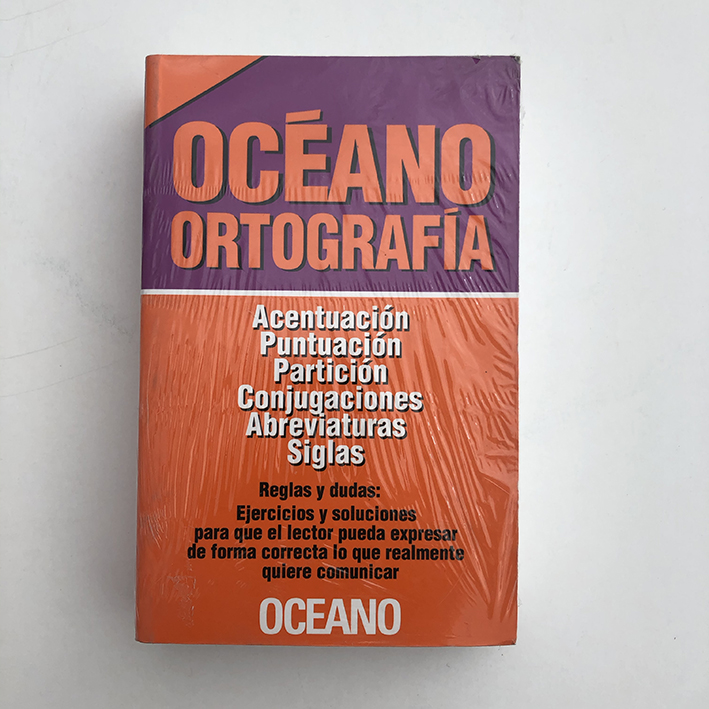 OCÉANO
ORTOGRAFÍA
Acentuación
Puntuación
Partición
Conjugaciones
Abreviaturas
Siglas
Reglas y dudas:
Ejercicios y soluciones
para que el lector pueda expresar
de forma correcta lo que realmente
quiere comunicar
OCEANO